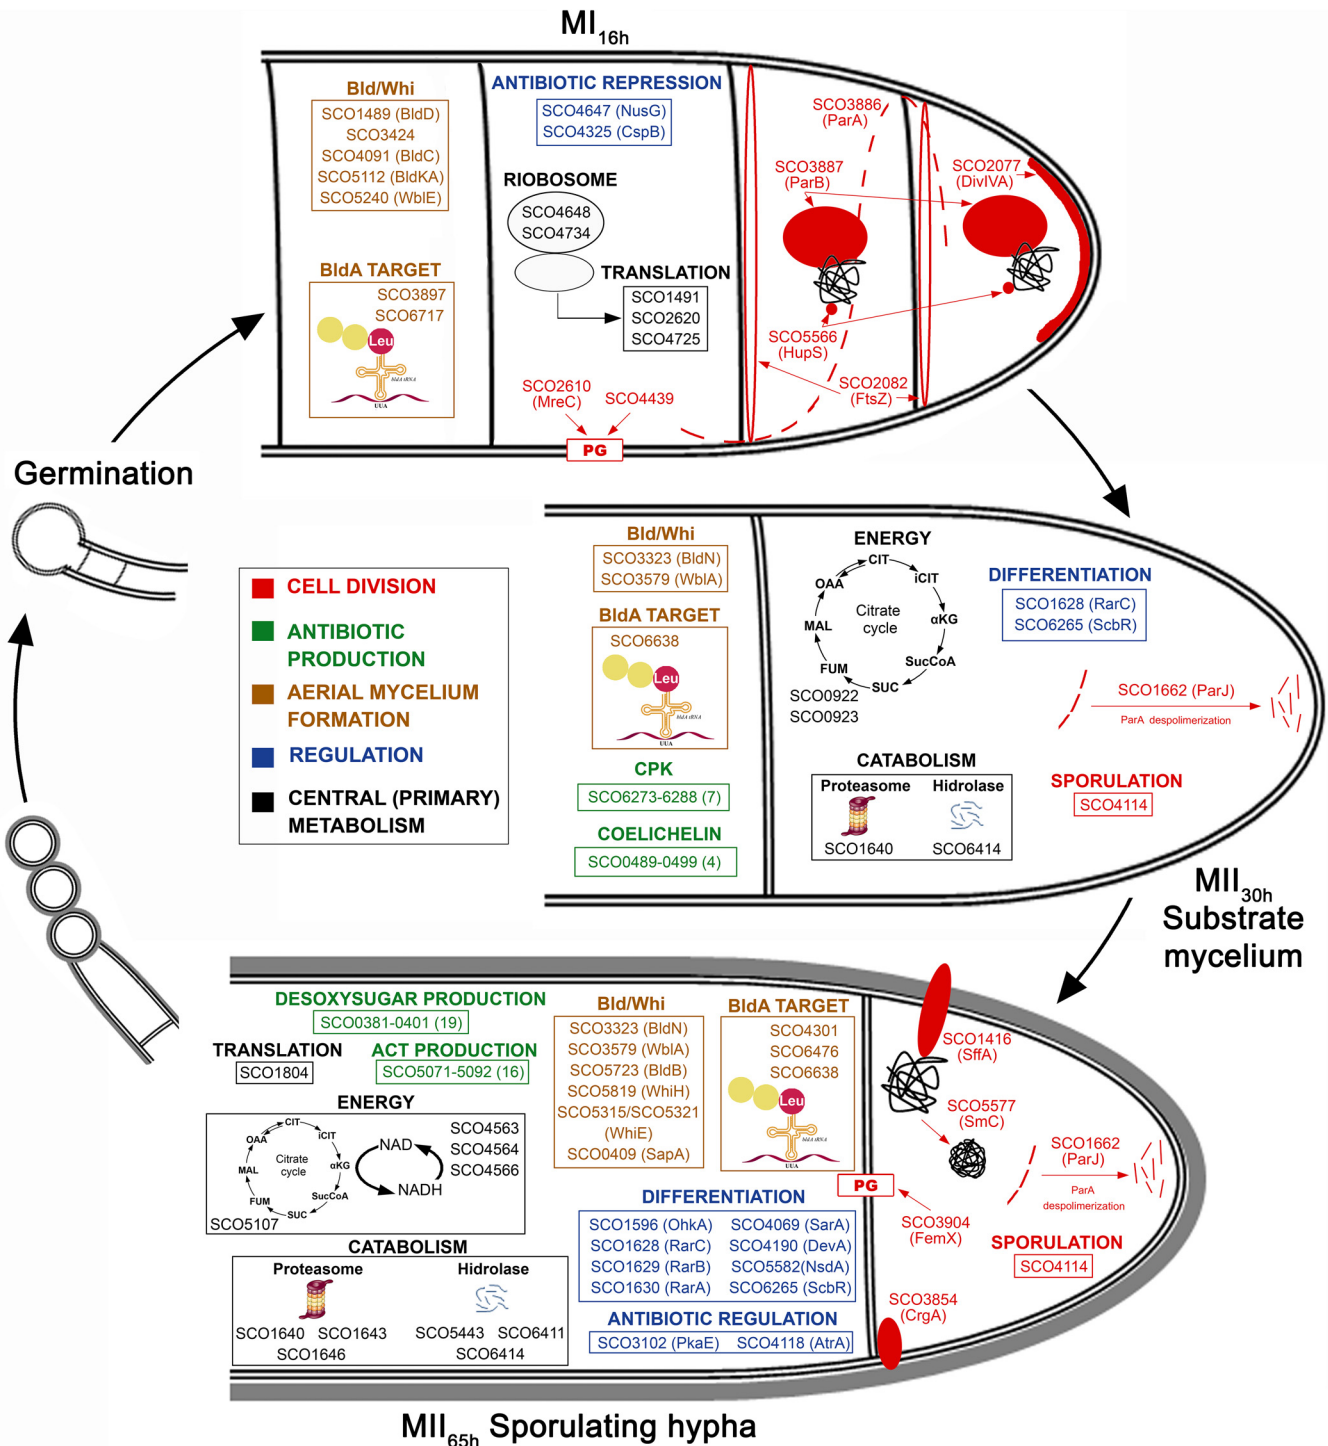 MI16h
Bld/Whi
SCO1489 (BldD)
SCO3424
SCO4091 (BldC)
SCO5112 (BldKA)
SCO5240 (WblE)
BldA TARGET
SCO3897
SCO6717
Leu
bldA tRNA
UUA
ANTIBIOTIC REPRESSION
SCO4647 (NusG)
SCO4325 (CspB)
RIOBOSOME
SCO4648
SCO4734
TRANSLATION
SCO1491
SCO2620
SCO4725
SCO2610
(MreC)
SCO4439
PG
SCO3886
(ParA)
SCO3887
(ParB)
SCO2077
(DivIVA)
SCO5566
(HupS)
SCO2082
(FtsZ)
Germination
CELL DIVISION
ANTIBIOTIC
PRODUCTION
AERIAL MYCELIUM
FORMATION
REGULATION
CENTRAL (PRIMARY)
METABOLISM
Bld/Whi
SCO3323 (BldN)
SCO3579 (WblA)
BldA TARGET
SCO6638
Leu
bldA tRNA
UUA
CPK
SCO6273-6288 (7)
COELICHELIN
SCO0489-0499 (4)
ENERGY
CIT
OAA
iCIT
Citrate
cycle
MAL
αKG
FUM
SucCoA
SUC
SCO0922
SCO0923
CATABOLISM
Proteasome
Hidrolase
SCO1640
SCO6414
DIFFERENTIATION
SCO1628 (RarC)
SCO6265 (ScbR)
SCO1662 (ParJ)
ParA despolimerization
SPORULATION
SCO4114
MII30h
Substrate
mycelium
DESOXYSUGAR PRODUCTION
SCO0381-0401 (19)
TRANSLATION
SCO1804
ACT PRODUCTION
SCO5071-5092 (16)
ENERGY
CIT
OAA
iCIT
Citrate
cycle
MAL
αKG
FUM
SucCoA
SUC
SCO5107
NAD
NADH
SCO4563
SCO4564
SCO4566
CATABOLISM
Proteasome
Hidrolase
SCO1640 SCO1643
SCO1646
SCO5443 SCO6411
SCO6414
Bld/Whi
SCO3323 (BldN)
SCO3579 (WblA)
SCO5723 (BldB)
SCO5819 (WhiH)
SCO5315/SCO5321
(WhiE)
SCO0409 (SapA)
BldA TARGET
SCO4301
SCO6476
SCO6638
Leu
bldA tRNA
UUA
DIFFERENTIATION
SCO1596 (OhkA) SCO4069 (SarA)
SCO1628 (RarC) SCO4190 (DevA)
SCO1629 (RarB) SCO5582(NsdA)
SCO1630 (RarA) SCO6265 (ScbR)
ANTIBIOTIC REGULATION
SCO3102 (PkaE) SCO4118 (AtrA)
SCO1416
(SffA)
SCO5577
(SmC)
SCO1662
(ParJ)
ParA
despolimerization
PG
SCO3904
(FemX)
SPORULATION
SCO4114
SCO3854
(CrgA)
MII65h Sporulating hypha